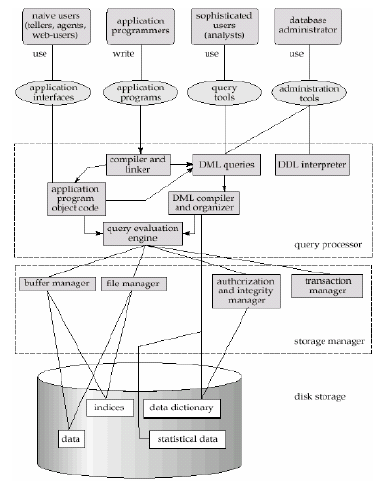 naive users
(tellers, agents,
web-users)
application
programmers
sophisticated
users
(analysts)
database
administrator
use
write
use
use
application
interfaces
application
programs
query
tools
administration
tools
compiler and
linker
DML queries
DDL interpreter
application
program
object code
DML compiler
and organizer
query evaluation
engine
query processor
buffer manager
file manager
authorization
and integrity
manager
transaction
manager
storage manager
disk storage
indices
data dictionary
data
statistical data